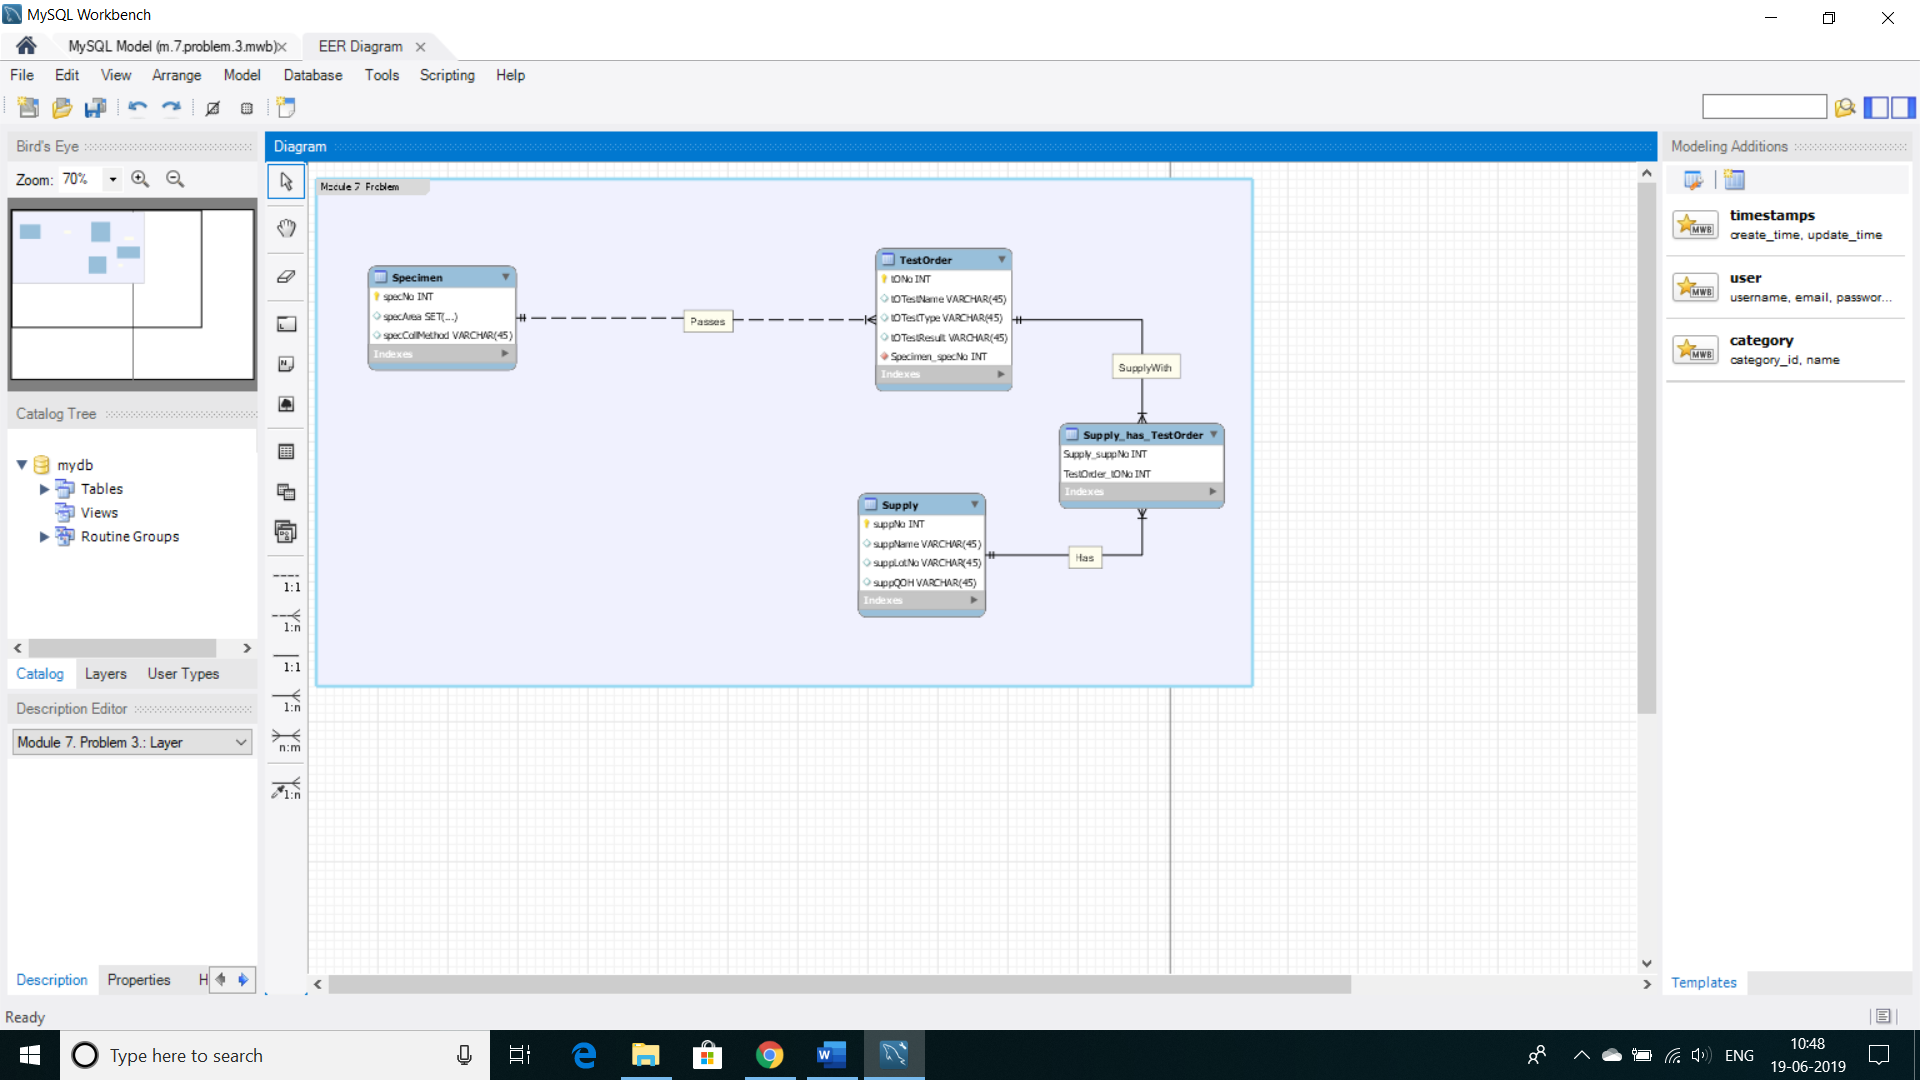 MySQL Workbench
MySQL Model (m.7.problem.3.mwb)
EER Diagram
File Edit View Arrange Model Database Tools Scripting Help
Bird's Eye
Zoom: 70%
Diagram
Module 7. Problem
Specimen
specNo INT
specArea SET(...)
specCollMethod VARCHAR(45)
Indexes
Passes
TestOrder
tONo INT
tOTestName VARCHAR(45)
tOTestType VARCHAR(45)
tOTestResult VARCHAR(45)
Specimen_specNo INT
Indexes
SupplyWith
Supply_has_TestOrder
Supply_suppNo INT
TestOrder_tONo INT
Indexes
Supply
suppNo INT
suppName VARCHAR(45)
suppLotNo VARCHAR(45)
suppQOH VARCHAR(45)
Indexes
Has
1:1
1:n
1:1
1:n
n:m
1:n
Catalog Tree
mydb
Tables
Views
Routine Groups
Catalog Layers User Types
Description Editor
Module 7. Problem 3.: Layer
Description Properties H
Modeling Additions
MWB
timestamps
create_time, update_time
MWB
user
username, email, passwor...
MWB
category
category_id, name
Templates
Ready
Type here to search
ENG
10:48
19-06-2019